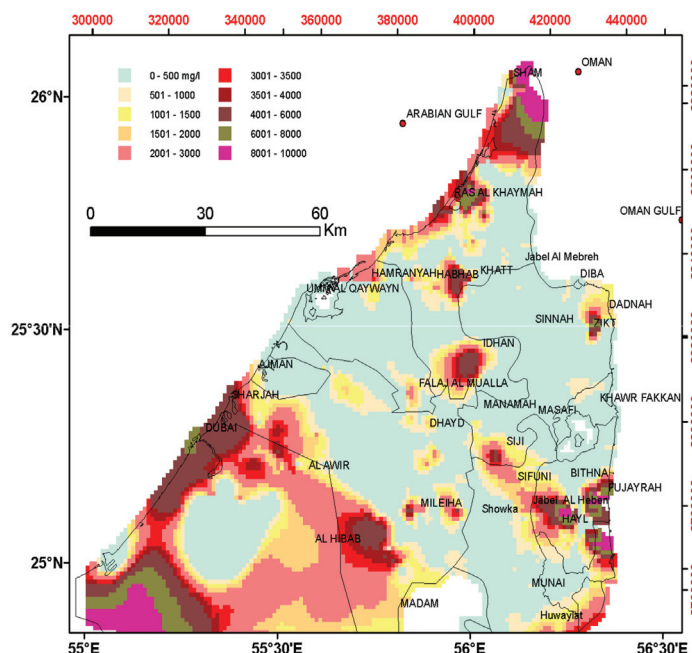 300000 320000 340000 360000 380000 400000 420000 440000
26°N
25°30'N
25°N
0 - 500 mg/l
501 - 1000
1001 - 1500
1501 - 2000
2001 - 3000
3001 - 3500
3501 - 4000
4001 - 6000
6001 - 8000
8001 - 10000
0 30 60
Km
SHAM
OMAN
ARABIAN GULF
RAS AL KHAYMAH
OMAN GULF
Jabel Al Mebreh
KHATT
HAMRANYAH
HABHAB
DIBA
UMM AL QAYWAYN
DADNAH
SINNAH
ZIKT
IDHAN
AJMAN
FALAJ AL MUALLA
SHARJAH
KHAWR FAKKAN
MANAMAH
MASAFI
DHAYD
DUBAI
SIJI
AL AWIR
SIFUNI
BITHNA
FUJAYRAH
MILEIHA
Showka
Jabel AL Heben
HAYL
AL HIBAB
MUNAI
MADAM
Huwaylat
55°E 55°30'E 56°E 56°30'E